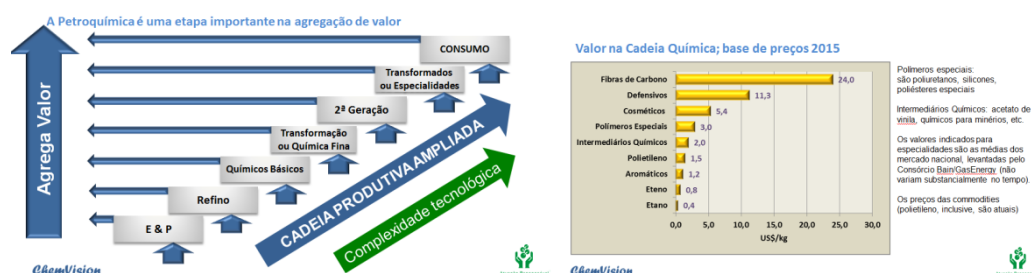 A Petroquímica é uma etapa importante na agregação de valor
Agrega Valor
CONSUMO
Transformados
ou Especialidades
2ª Geração
Transformação
ou Química Fina
Químicos Básicos
Refino
E & P
CADEIA PRODUTIVA AMPLIADA
Complexidade tecnológica
ChemVision
Valor na Cadeia Química; base de preços 2015
Fibras de Carbono 24,0
Defensivos 11,3
Cosméticos 5,4
Polímeros Especiais 3,0
Intermediários Químicos 2,0
Polietileno 1,5
Aromáticos 1,2
Eteno 0,8
Etano 0,4
0,0 5,0 10,0 15,0 20,0 25,0 30,0
US$/kg
Polímeros especiais:
são poliuretanos, silicones,
poliésteres especiais
Intermediários Químicos: acetato de
vinila, químicos para minérios, etc.
Os valores indicados para
especialidades são as médias dos
mercado nacional, levantadas pelo
Consórcio Bain/GasEnergy (não
variam substancialmente no tempo).
Os preços das commodities
(polietileno, inclusive, são atuais)
ChemVision